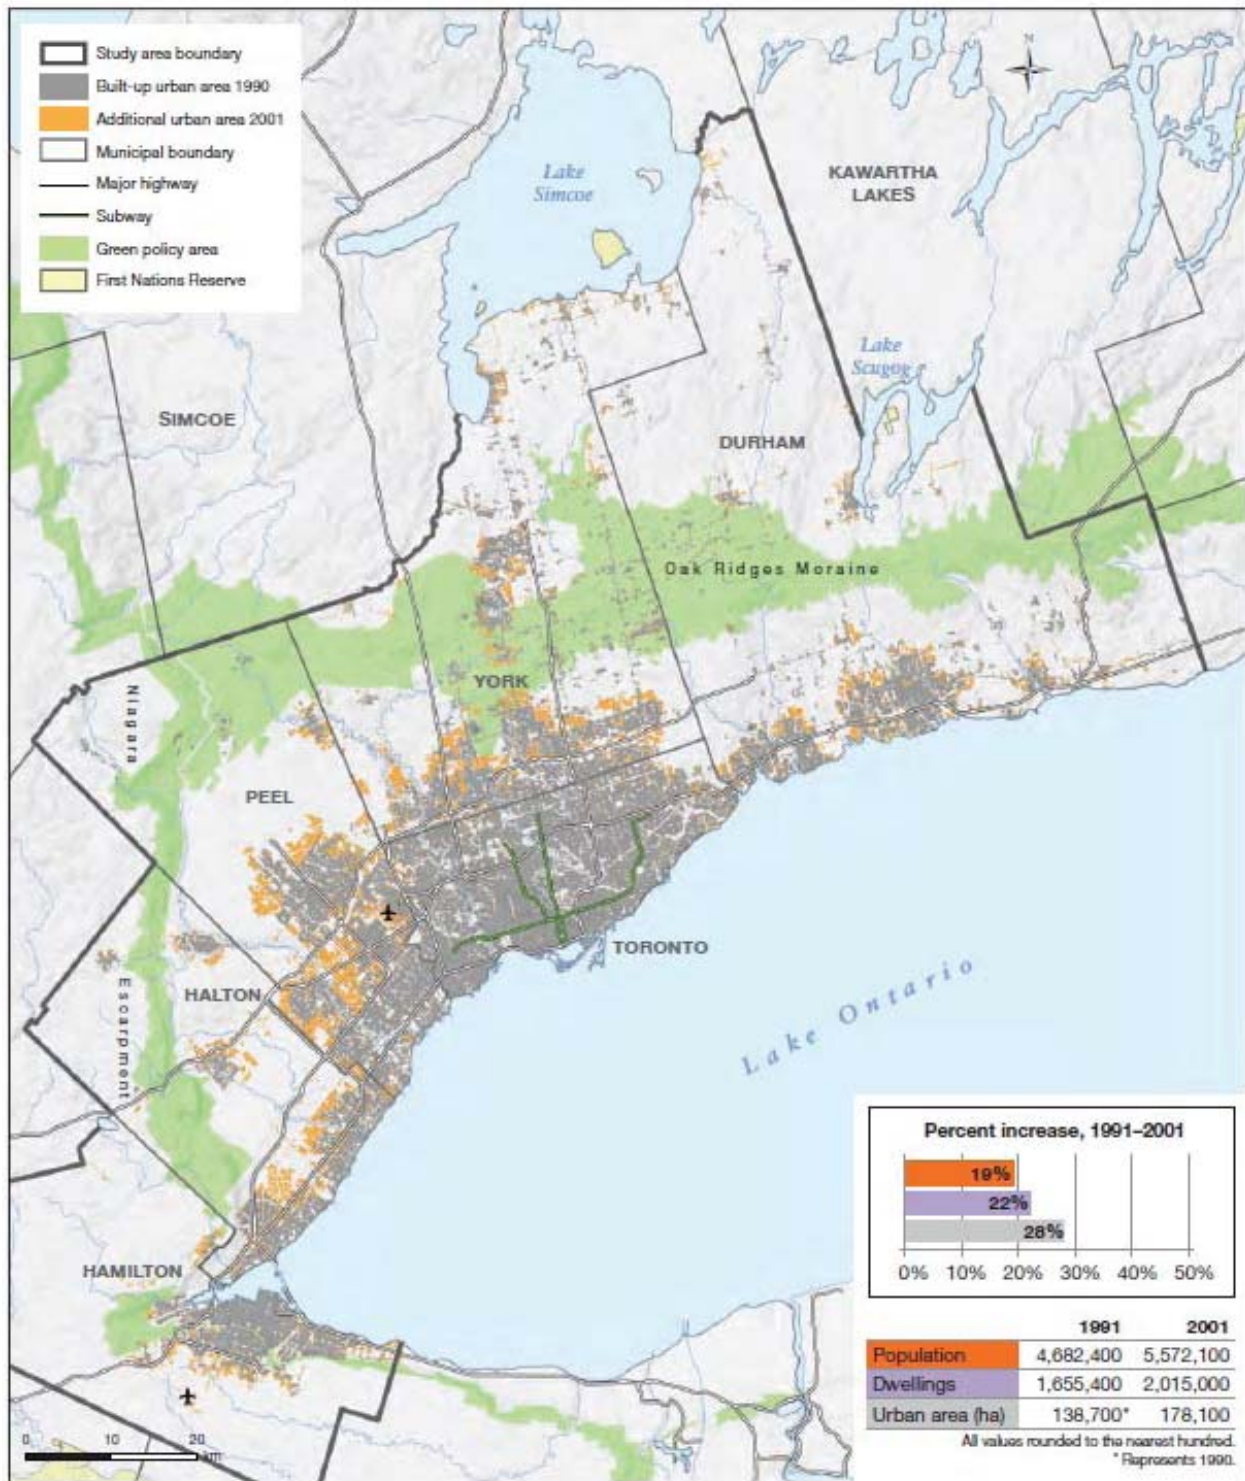 Study area boundary
Built-up urban area 1990
Additional urban area 2001
Municipal boundary
Major highway
Subway
Green policy area
First Nations Reserve
N
Lake
Simcoe
KAWARTHA
LAKES
Lake
Scugog
SIMCOE
DURHAM
Oak Ridges Moraine
YORK
Niagara
PEEL
TORONTO
HALTON
Escarpment
Lake Ontario
HAMILTON
0 10 20
km
Percent increase, 1991–2001
19%
22%
28%
0% 10% 20% 30% 40% 50%
1991 2001
Population 4,682,400 5,572,100
Dwellings 1,655,400 2,015,000
Urban area (ha) 138,700* 178,100
All values rounded to the nearest hundred.
* Represents 1990.